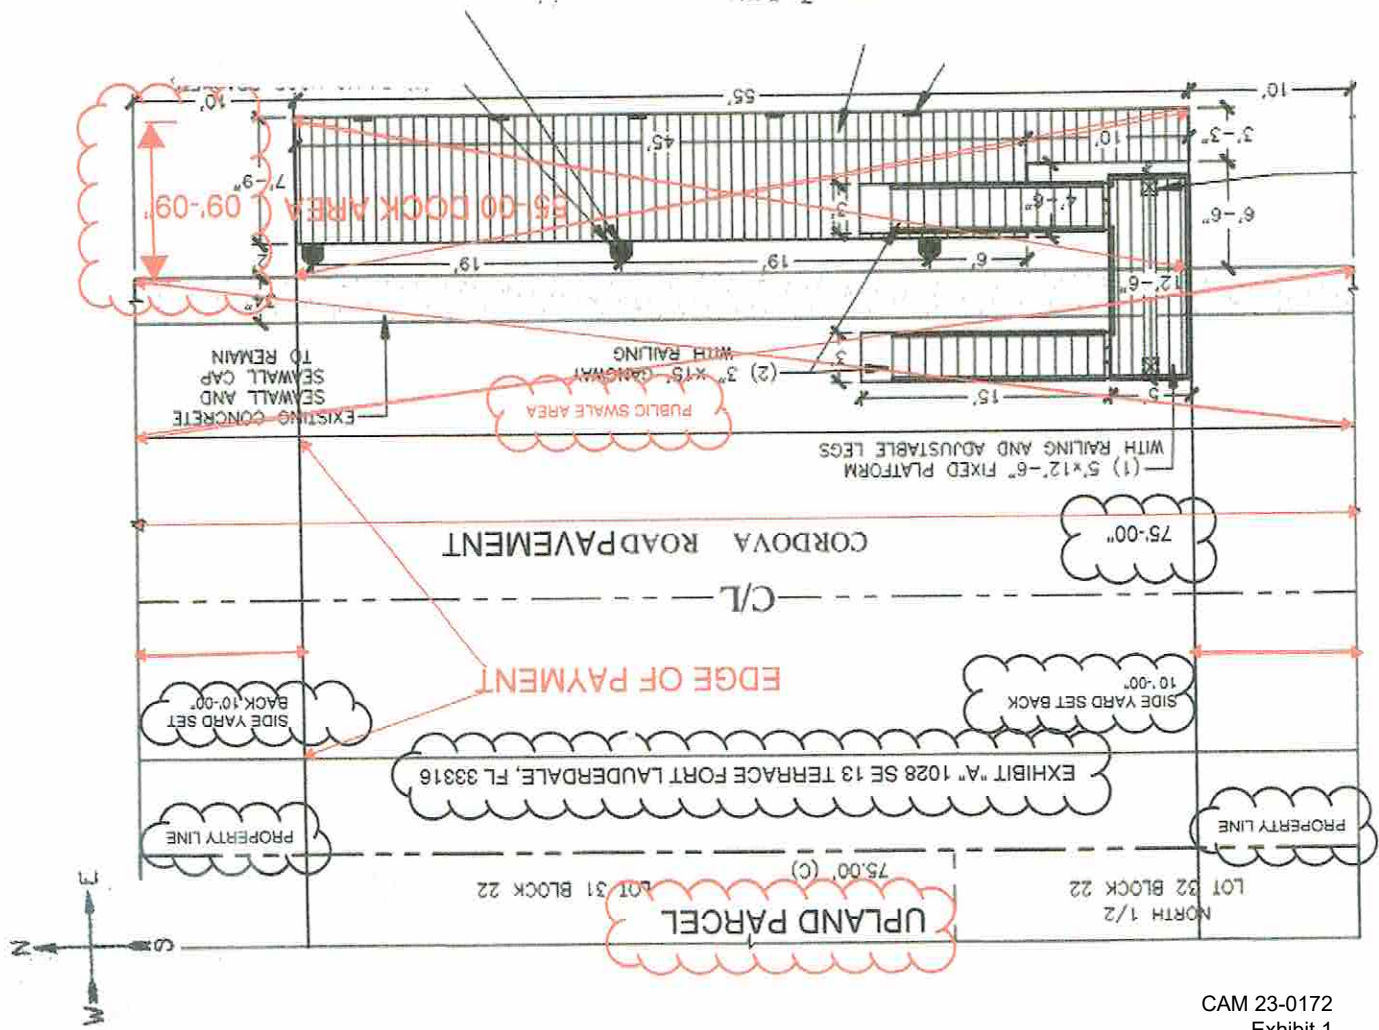 UPLAND PARCEL
NORTH 1/2
LOT 32 BLOCK 22
75.00' (C)
LOT 31 BLOCK 22
PROPERTY LINE
PROPERTY LINE
EXHIBIT "A" 1028 SE 13 TERRACE FORT LAUDERDALE, FL 33316
SIDE YARD SET BACK
10'-00"
SIDE YARD SET
BACK 10'-00"
EDGE OF PAYMENT
C/L
CORDOVA ROAD PAVEMENT
75'-00"
(1) 5'x12'-6" FIXED PLATFORM
WITH RAILING AND ADJUSTABLE LEGS
PUBLIC SWALE AREA
EXISTING CONCRETE
SEAWALL AND
SEAWALL CAP
TO REMAIN
5'
15'
(2) 3"x15' GANGWAY
WITH RAILING
12'-6"
6'
19'
19'
6'-6"
4'-6"
55'-00 DOCK AREA
09'-09"
7'-9"
3'-3"
10'
45'
10'
55'
10'
N
S
E
W
CAM 23-0172
Exhibit 1